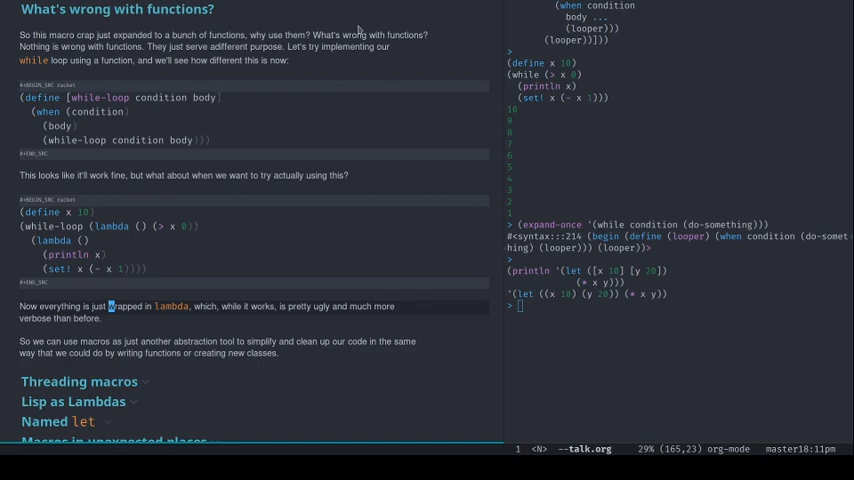 What's wrong with functions?
So this macro crap just expanded to a bunch of functions, why use them? What's wrong with functions?
Nothing is wrong with functions. They just serve adifferent purpose. Let's try implementing our
while loop using a function, and we'll see how different this is now:
#+BEGIN_SRC racket
(define [while-loop condition body]
(when (condition)
(body)
(while-loop condition body)))
#+END_SRC
This looks like it'll work fine, but what about when we want to try actually using this?
#+BEGIN_SRC racket
(define x 10)
(while-loop (lambda () (> x 0))
(lambda ()
(println x)
(set! x (- x 1))))
#+END_SRC
Now everything is just wrapped in lambda, which, while it works, is pretty ugly and much more
verbose than before.
So we can use macros as just another abstraction tool to simplify and clean up our code in the same
way that we could do by writing functions or creating new classes.
Threading macros
Lisp as Lambdas
Named let
Macros in unexpected places
(when condition
body ...
(looper)))
(looper))]))
>
(define x 10)
(while (> x 0)
(println x)
(set! x (- x 1)))
10
9
8
7
6
5
4
3
2
1
> (expand-once '(while condition (do-something)))
#<syntax:::214 (begin (define (looper) (when condition (do-somet
hing) (looper))) (looper))>
>
(println '(let ([x 10] [y 20])
(* x y)))
'(let ((x 10) (y 20)) (* x y))
>
1 <N> --talk.org 29% (165,23) org-mode master18:11pm